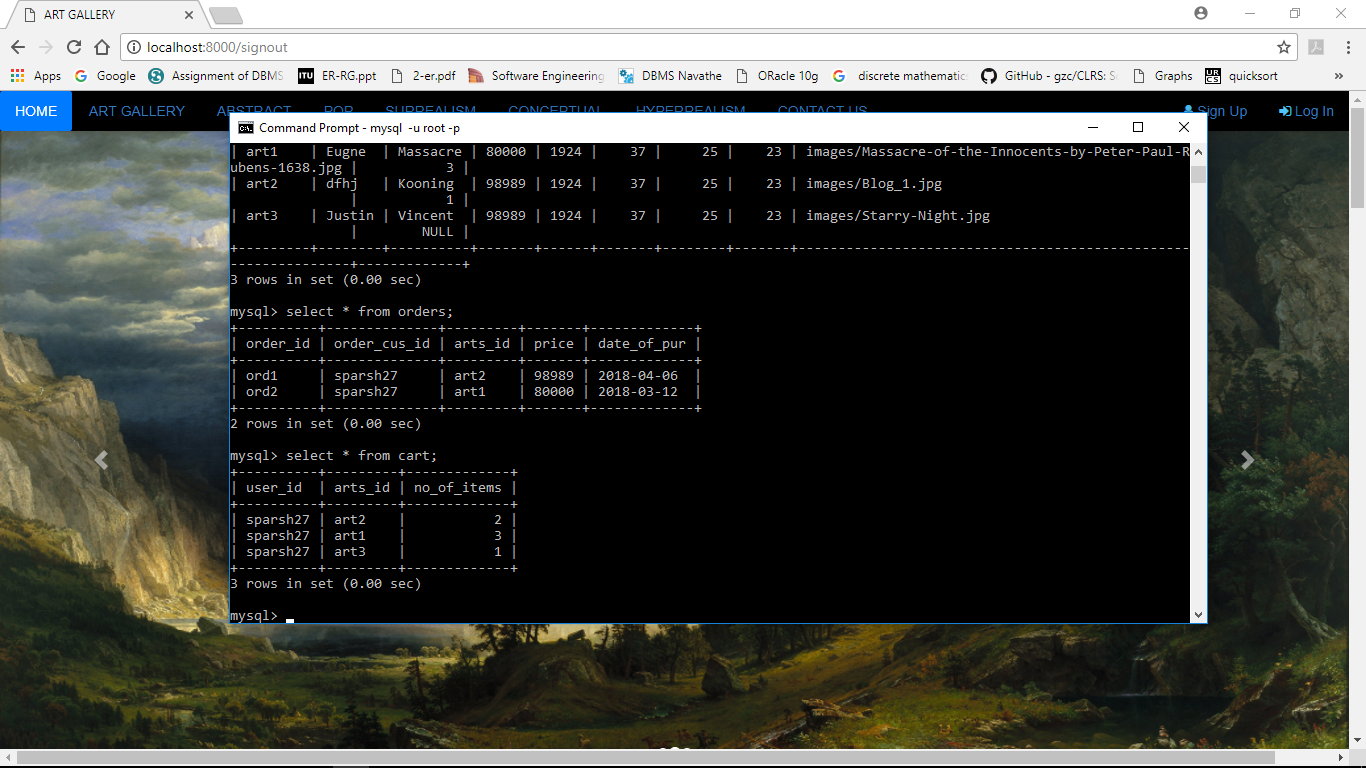 ART GALLERY
localhost:8000/signout
Apps Google Assignment of DBMS ER-RG.ppt 2-er.pdf Software Engineering DBMS Navathe ORacle 10g discrete mathematics GitHub - gzc/CLRS: S Graphs quicksort »
HOME ART GALLERY ABSTRACT POP SURREALISM CONCEPTUAL HYPERREALISM CONTACT US Sign Up Log In
Command Prompt - mysql -u root -p
| art1    | Eugne  | Massacre | 80000 | 1924 |    37 |     25 |    23 | images/Massacre-of-the-Innocents-by-Peter-Paul-R
ubens-1638.jpg |           3 |
| art2    | dfhj   | Kooning  | 98989 | 1924 |    37 |     25 |    23 | images/Blog_1.jpg
               |           1 |
| art3    | Justin | Vincent  | 98989 | 1924 |    37 |     25 |    23 | images/Starry-Night.jpg
               |        NULL |
+---------+--------+----------+-------+------+-------+--------+-------+-------------------------------------------------
---------------+-------------+
3 rows in set (0.00 sec)
mysql> select * from orders;
+----------+--------------+---------+-------+-------------+
| order_id | order_cus_id | arts_id | price | date_of_pur |
+----------+--------------+---------+-------+-------------+
| ord1     | sparsh27     | art2    | 98989 | 2018-04-06  |
| ord2     | sparsh27     | art1    | 80000 | 2018-03-12  |
+----------+--------------+---------+-------+-------------+
2 rows in set (0.00 sec)
mysql> select * from cart;
+----------+---------+-------------+
| user_id  | arts_id | no_of_items |
+----------+---------+-------------+
| sparsh27 | art2    |           2 |
| sparsh27 | art1    |           3 |
| sparsh27 | art3    |           1 |
+----------+---------+-------------+
3 rows in set (0.00 sec)
mysql>